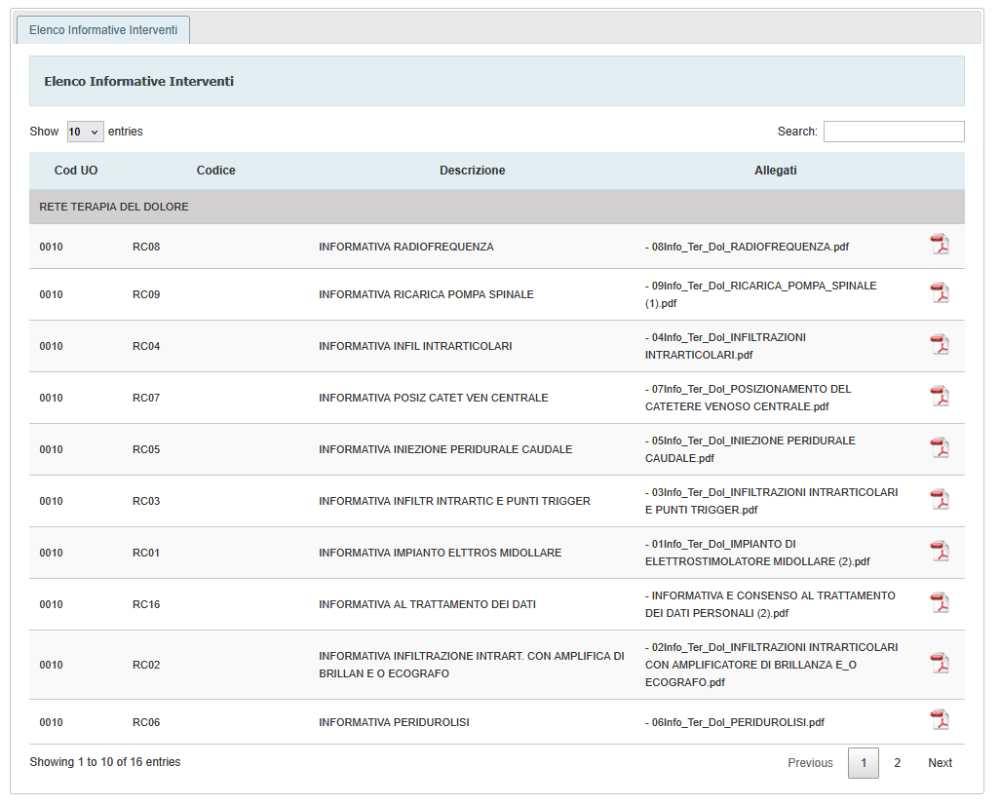 Elenco Informative Interventi
Elenco Informative Interventi
Show 10 entries Search:
Cod UO Codice Descrizione Allegati
RETE TERAPIA DEL DOLORE
0010 RC08 INFORMATIVA RADIOFREQUENZA - 08Info_Ter_Dol_RADIOFREQUENZA.pdf
0010 RC09 INFORMATIVA RICARICA POMPA SPINALE - 09Info_Ter_Dol_RICARICA_POMPA_SPINALE
(1).pdf
0010 RC04 INFORMATIVA INFIL INTRARTICOLARI - 04Info_Ter_Dol_INFILTRAZIONI
INTRARTICOLARI.pdf
0010 RC07 INFORMATIVA POSIZ CATET VEN CENTRALE - 07Info_Ter_Dol_POSIZIONAMENTO DEL
CATETERE VENOSO CENTRALE.pdf
0010 RC05 INFORMATIVA INIEZIONE PERIDURALE CAUDALE - 05Info_Ter_Dol_INIEZIONE PERIDURALE
CAUDALE.pdf
0010 RC03 INFORMATIVA INFILTR INTRARTIC E PUNTI TRIGGER - 03Info_Ter_Dol_INFILTRAZIONI INTRARTICOLARI
E PUNTI TRIGGER.pdf
0010 RC01 INFORMATIVA IMPIANTO ELTTROS MIDOLLARE - 01Info_Ter_Dol_IMPIANTO DI
ELETTROSTIMOLATORE MIDOLLARE (2).pdf
0010 RC16 INFORMATIVA AL TRATTAMENTO DEI DATI - INFORMATIVA E CONSENSO AL TRATTAMENTO
DEI DATI PERSONALI (2).pdf
0010 RC02 INFORMATIVA INFILTRAZIONE INTRART. CON AMPLIFICA DI
BRILLAN E O ECOGRAFO - 02Info_Ter_Dol_INFILTRAZIONI INTRARTICOLARI
CON AMPLIFICATORE DI BRILLANZA E_O
ECOGRAFO.pdf
0010 RC06 INFORMATIVA PERIDUROLISI - 06Info_Ter_Dol_PERIDUROLISI.pdf
Showing 1 to 10 of 16 entries Previous 1 2 Next